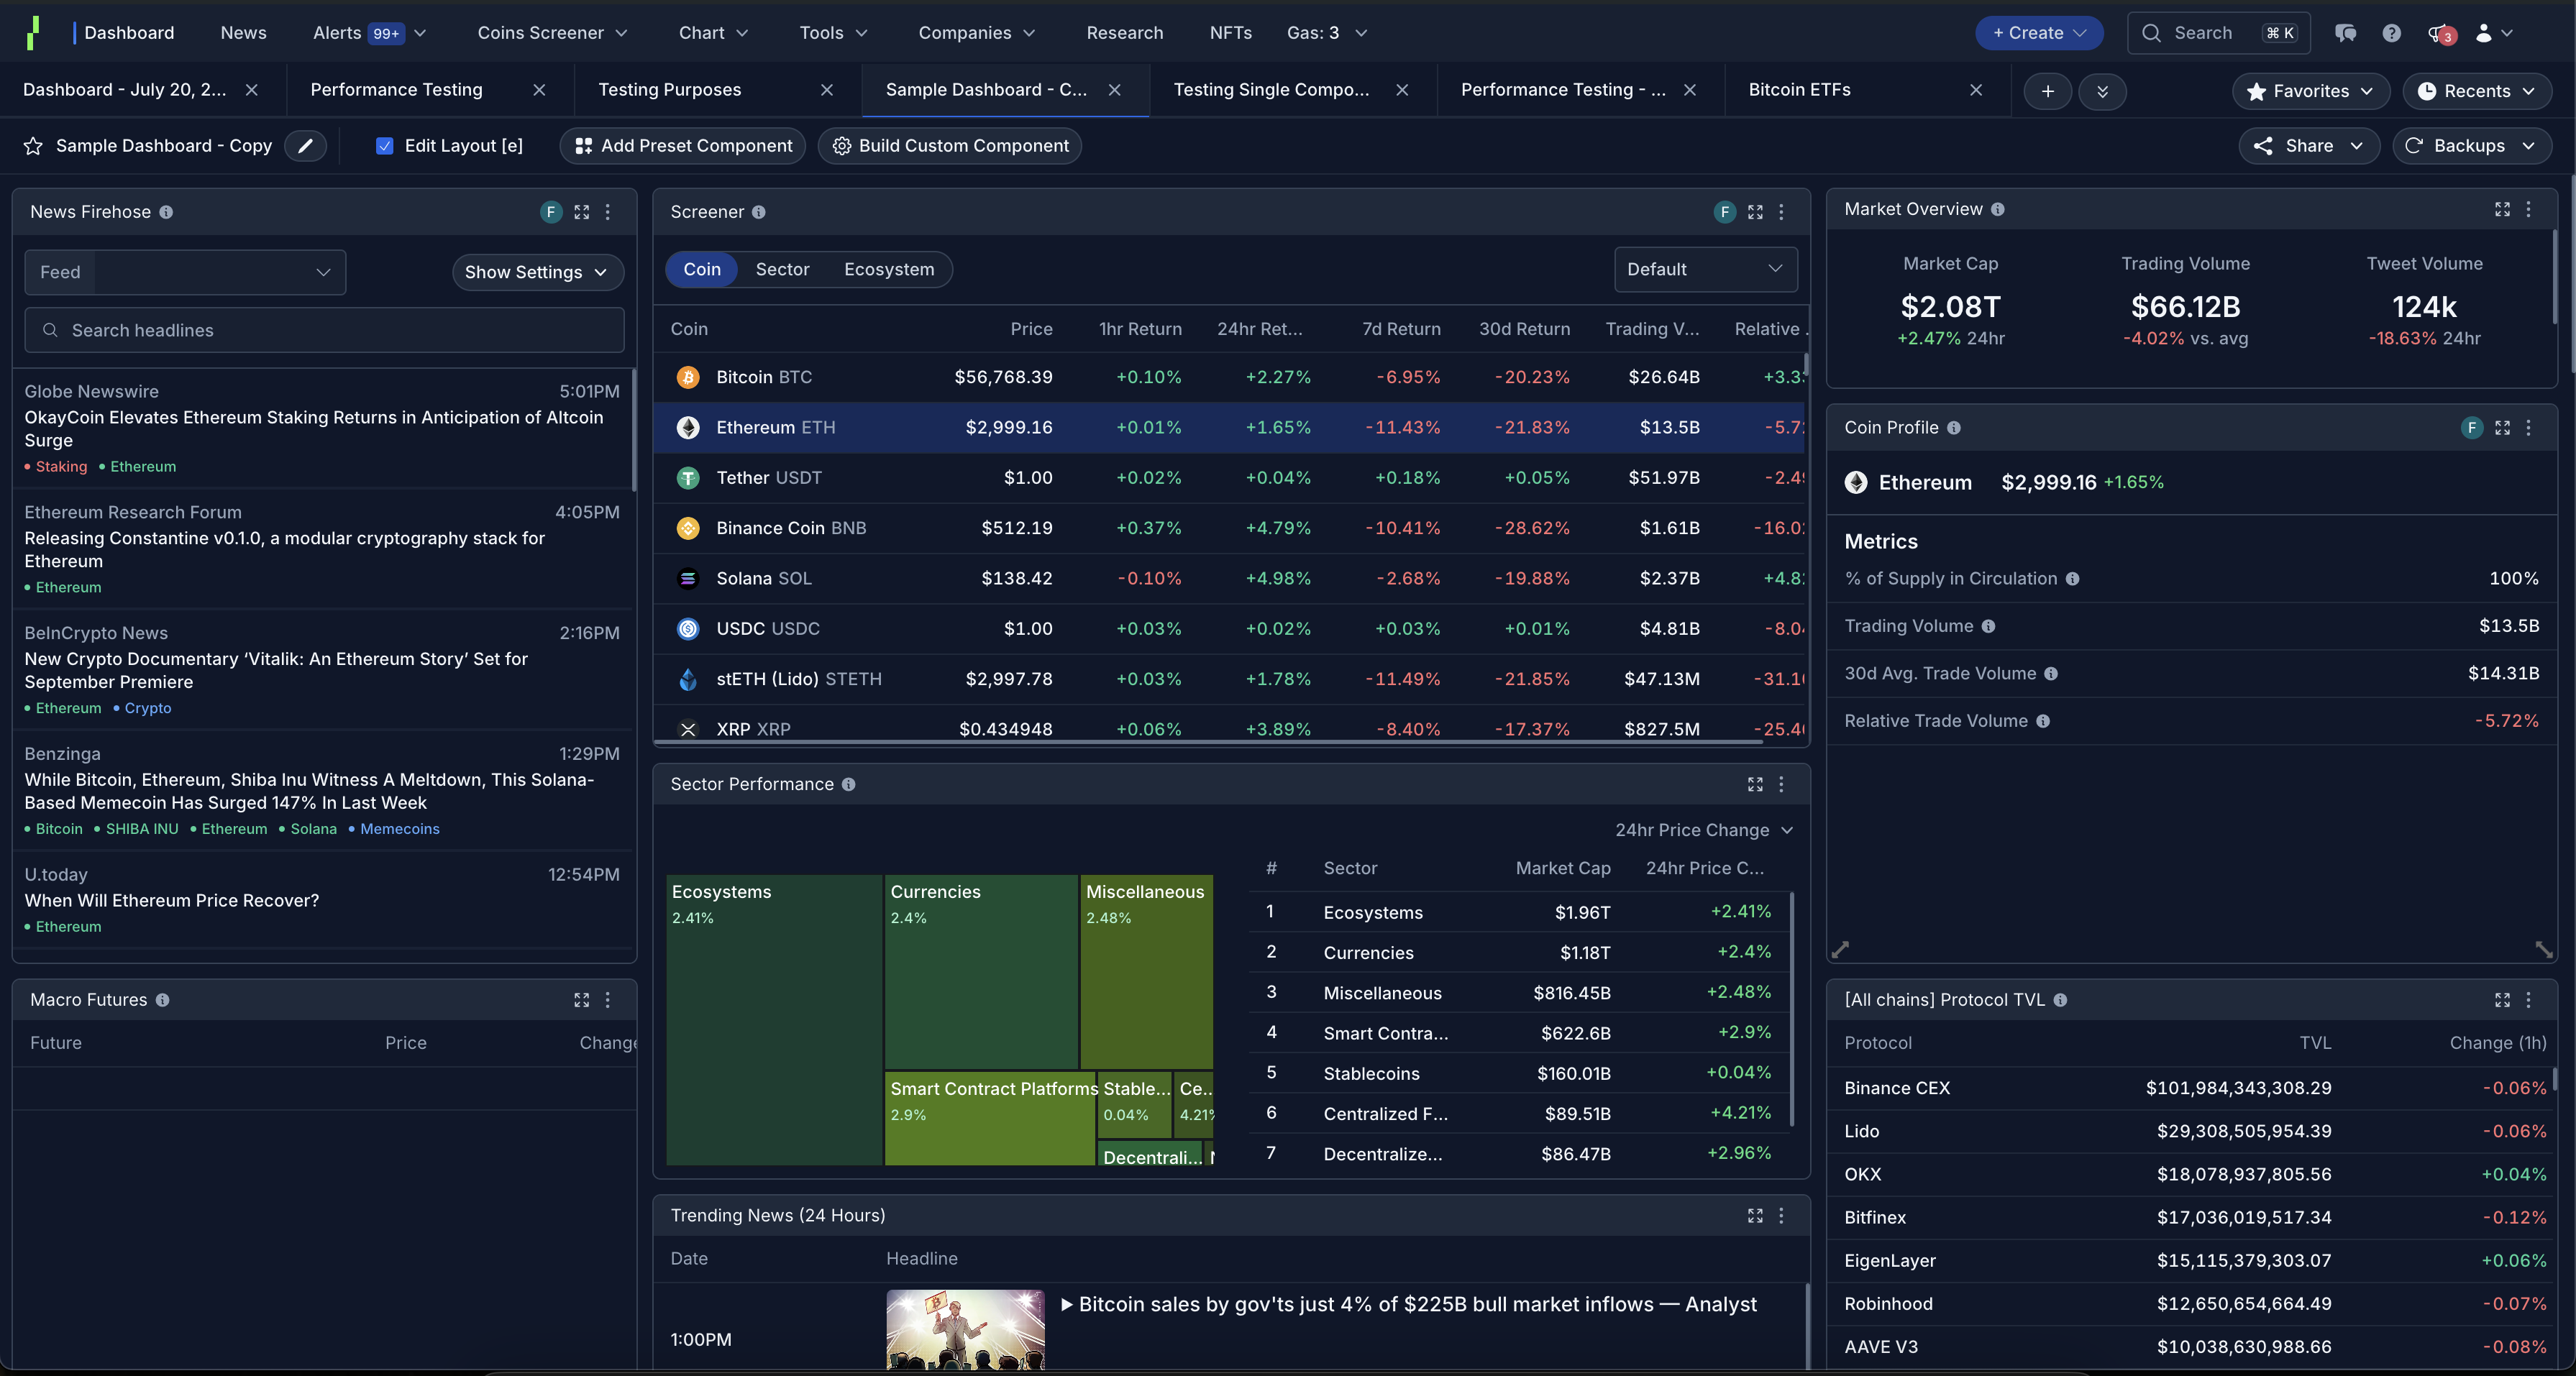 Dashboard News Alerts 99+ Coins Screener Chart Tools Companies Research NFTs Gas: 3 + Create Search ⌘ K 3
Dashboard - July 20, 2... Performance Testing Testing Purposes Sample Dashboard - C... Testing Single Compo... Performance Testing - ... Bitcoin ETFs + Favorites Recents
Sample Dashboard - Copy Edit Layout [e] Add Preset Component Build Custom Component Share Backups
News Firehose F
Feed Show Settings
Search headlines
Globe Newswire 5:01PM
OkayCoin Elevates Ethereum Staking Returns in Anticipation of Altcoin
Surge
Staking Ethereum
Ethereum Research Forum 4:05PM
Releasing Constantine v0.1.0, a modular cryptography stack for
Ethereum
Ethereum
BeInCrypto News 2:16PM
New Crypto Documentary ‘Vitalik: An Ethereum Story’ Set for
September Premiere
Ethereum Crypto
Benzinga 1:29PM
While Bitcoin, Ethereum, Shiba Inu Witness A Meltdown, This Solana-
Based Memecoin Has Surged 147% In Last Week
Bitcoin SHIBA INU Ethereum Solana Memecoins
U.today 12:54PM
When Will Ethereum Price Recover?
Ethereum
Macro Futures
Future Price Change
Screener F
Coin Sector Ecosystem Default
Coin Price 1hr Return 24hr Ret... 7d Return 30d Return Trading V... Relative .
Bitcoin BTC $56,768.39 +0.10% +2.27% -6.95% -20.23% $26.64B +3.3
Ethereum ETH $2,999.16 +0.01% +1.65% -11.43% -21.83% $13.5B -5.7
Tether USDT $1.00 +0.02% +0.04% +0.18% +0.05% $51.97B -2.4
Binance Coin BNB $512.19 +0.37% +4.79% -10.41% -28.62% $1.61B -16.0
Solana SOL $138.42 -0.10% +4.98% -2.68% -19.88% $2.37B +4.8
USDC USDC $1.00 +0.03% +0.02% +0.03% +0.01% $4.81B -8.0
stETH (Lido) STETH $2,997.78 +0.03% +1.78% -11.49% -21.85% $47.13M -31.1
XRP XRP $0.434948 +0.06% +3.89% -8.40% -17.37% $827.5M -25.4
Sector Performance
24hr Price Change
Ecosystems
2.41%
Currencies
2.4%
Miscellaneous
2.48%
Smart Contract Platforms
2.9%
Stable...
0.04%
Ce..
4.21%
Decentrali...
# Sector Market Cap 24hr Price C...
1 Ecosystems $1.96T +2.41%
2 Currencies $1.18T +2.4%
3 Miscellaneous $816.45B +2.48%
4 Smart Contra... $622.6B +2.9%
5 Stablecoins $160.01B +0.04%
6 Centralized F... $89.51B +4.21%
7 Decentralize... $86.47B +2.96%
Trending News (24 Hours)
Date Headline
1:00PM Bitcoin sales by gov'ts just 4% of $225B bull market inflows — Analyst
Market Overview
Market Cap Trading Volume Tweet Volume
$2.08T $66.12B 124k
+2.47% 24hr -4.02% vs. avg -18.63% 24hr
Coin Profile F
Ethereum $2,999.16 +1.65%
Metrics
% of Supply in Circulation 100%
Trading Volume $13.5B
30d Avg. Trade Volume $14.31B
Relative Trade Volume -5.72%
[All chains] Protocol TVL
Protocol TVL Change (1h)
Binance CEX $101,984,343,308.29 -0.06%
Lido $29,308,505,954.39 -0.06%
OKX $18,078,937,805.56 +0.04%
Bitfinex $17,036,019,517.34 -0.12%
EigenLayer $15,115,379,303.07 +0.06%
Robinhood $12,650,654,664.49 -0.07%
AAVE V3 $10,038,630,988.66 -0.08%